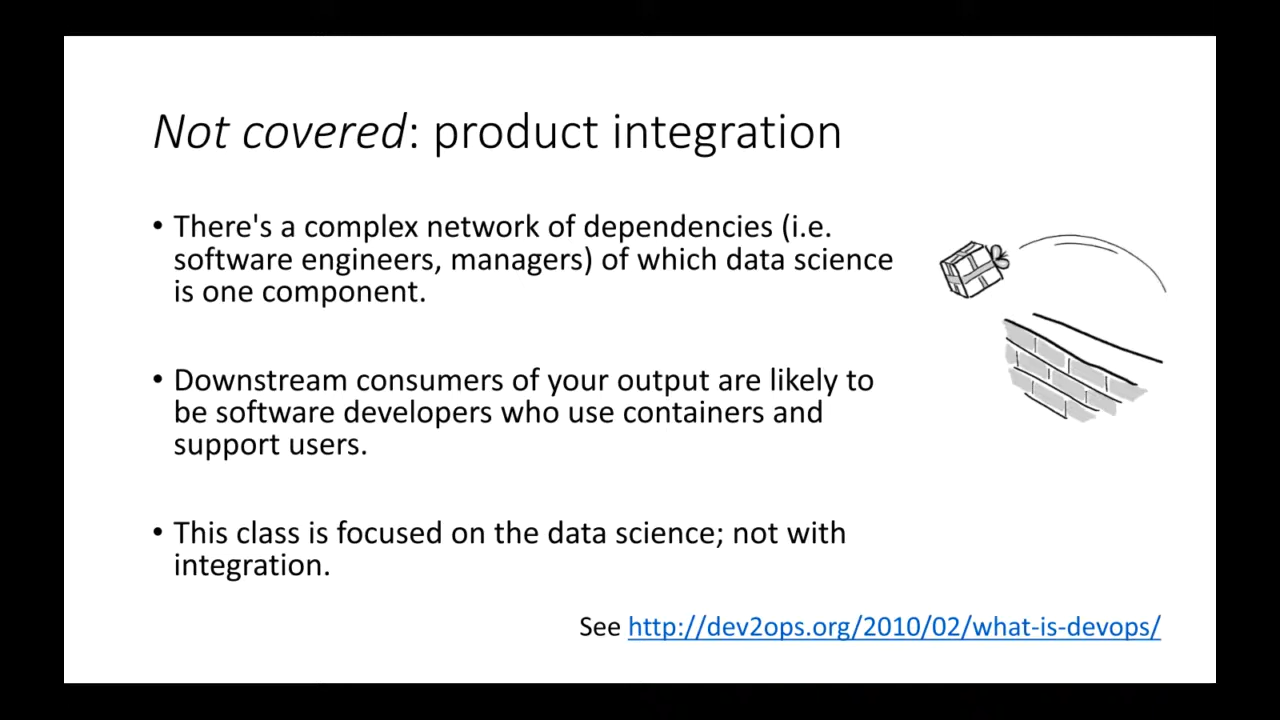 Not covered: product integration
• There's a complex network of dependencies (i.e.
software engineers, managers) of which data science
is one component.
• Downstream consumers of your output are likely to
be software developers who use containers and
support users.
• This class is focused on the data science; not with
integration.
See http://dev2ops.org/2010/02/what-is-devops/